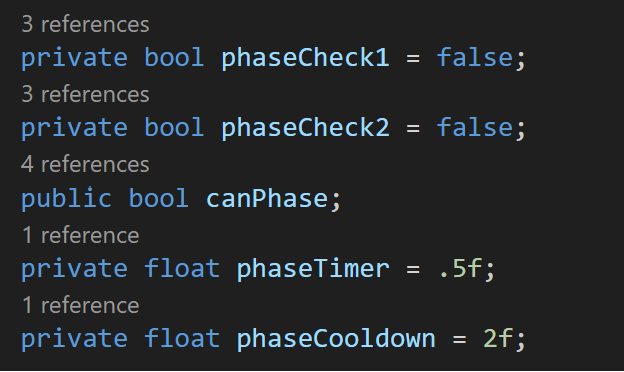 3 references
private bool phaseCheck1 = false;
3 references
private bool phaseCheck2 = false;
4 references
public bool canPhase;
1 reference
private float phaseTimer = .5f;
1 reference
private float phaseCooldown = 2f;